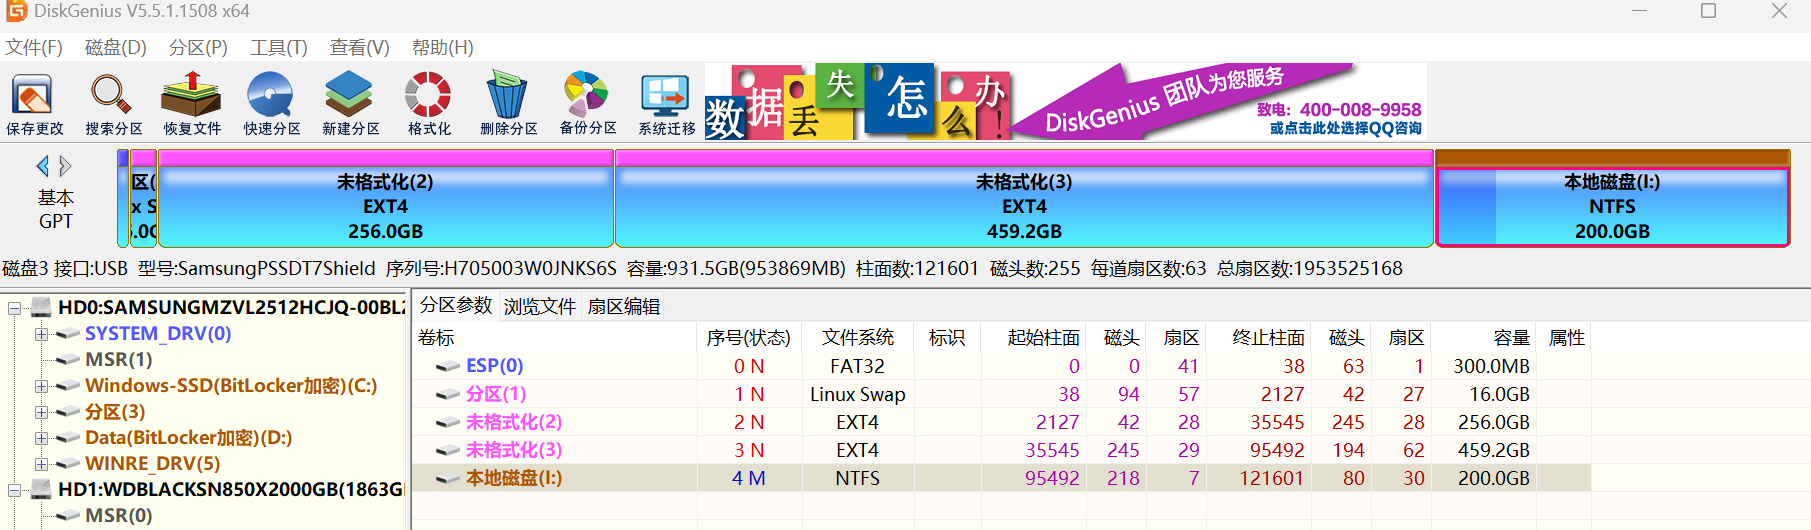 DiskGenius V5.5.1.1508 x64
文件(F) 磁盘(D) 分区(P) 工具(T) 查看(V) 帮助(H)
保存更改 搜索分区 恢复文件 快速分区 新建分区 格式化 删除分区 备份分区 系统迁移
数据丢失怎么办!
DiskGenius 团队为您服务
致电：400-008-9958
或点击此处选择QQ咨询
基本
GPT
区( 未格式化(2) 未格式化(3) 本地磁盘(I:)
x S EXT4 EXT4 NTFS
256.0GB 459.2GB 200.0GB
磁盘3 接口:USB 型号:SamsungPSSDT7Shield 序列号:H705003W0JNKS6S 容量:931.5GB(953869MB) 柱面数:121601 磁头数:255 每道扇区数:63 总扇区数:1953525168
HD0:SAMSUNGMZVL2512HCJQ-00BL2
SYSTEM_DRV(0)
MSR(1)
Windows-SSD(BitLocker加密)(C:)
分区(3)
Data(BitLocker加密)(D:)
WINRE_DRV(5)
HD1:WDBLACKSN850X2000GB(1863GI
MSR(0)
分区参数 浏览文件 扇区编辑
卷标 序号(状态) 文件系统 标识 起始柱面 磁头 扇区 终止柱面 磁头 扇区 容量 属性
ESP(0) 0 N FAT32 0 0 41 38 63 1 300.0MB
分区(1) 1 N Linux Swap 38 94 57 2127 42 27 16.0GB
未格式化(2) 2 N EXT4 2127 42 28 35545 245 28 256.0GB
未格式化(3) 3 N EXT4 35545 245 29 95492 194 62 459.2GB
本地磁盘(I:) 4 M NTFS 95492 218 7 121601 80 30 200.0GB